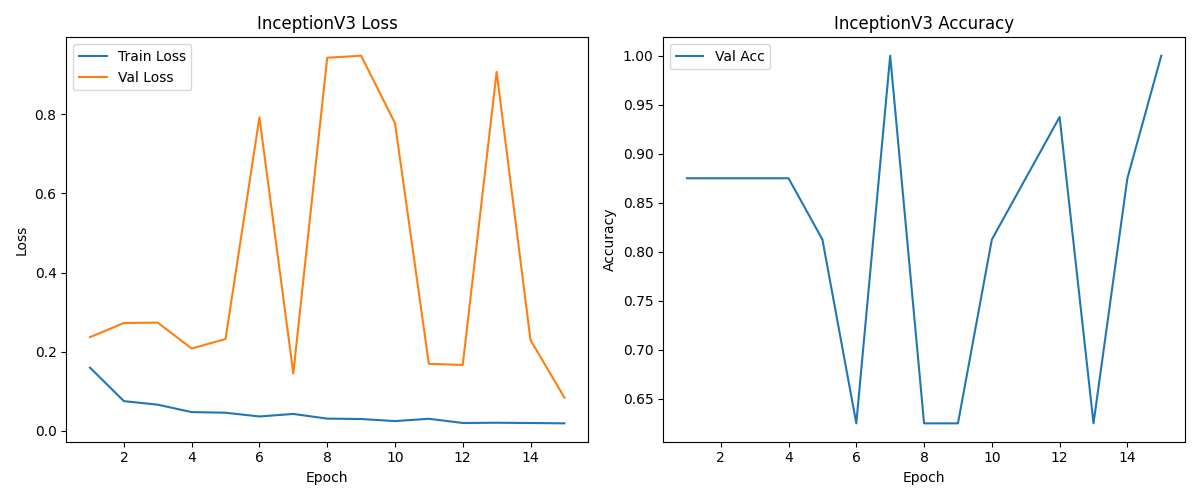 InceptionV3 Loss
Train Loss
Val Loss
0.8
0.6
0.4
0.2
0.0
Loss
2 4 6 8 10 12 14
Epoch
InceptionV3 Accuracy
Val Acc
1.00
0.95
0.90
0.85
0.80
0.75
0.70
0.65
Accuracy
2 4 6 8 10 12 14
Epoch